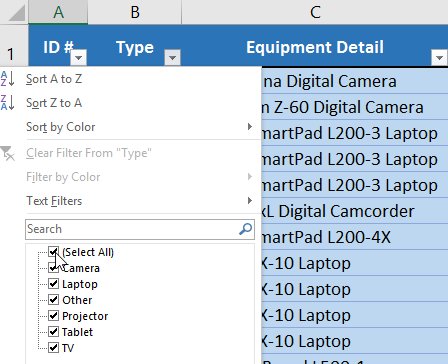 A B C
1 ID # Type Equipment Detail
Sort A to Z
Sort Z to A
Sort by Color
Clear Filter From "Type"
Filter by Color
Text Filters
Search
(Select All)
Camera
Laptop
Other
Projector
Tablet
TV
na Digital Camera
Z-60 Digital Camera
martPad L200-3 Laptop
martPad L200-3 Laptop
martPad L200-3 Laptop
xL Digital Camcorder
martPad L200-4X
X-10 Laptop
X-10 Laptop
X-10 Laptop